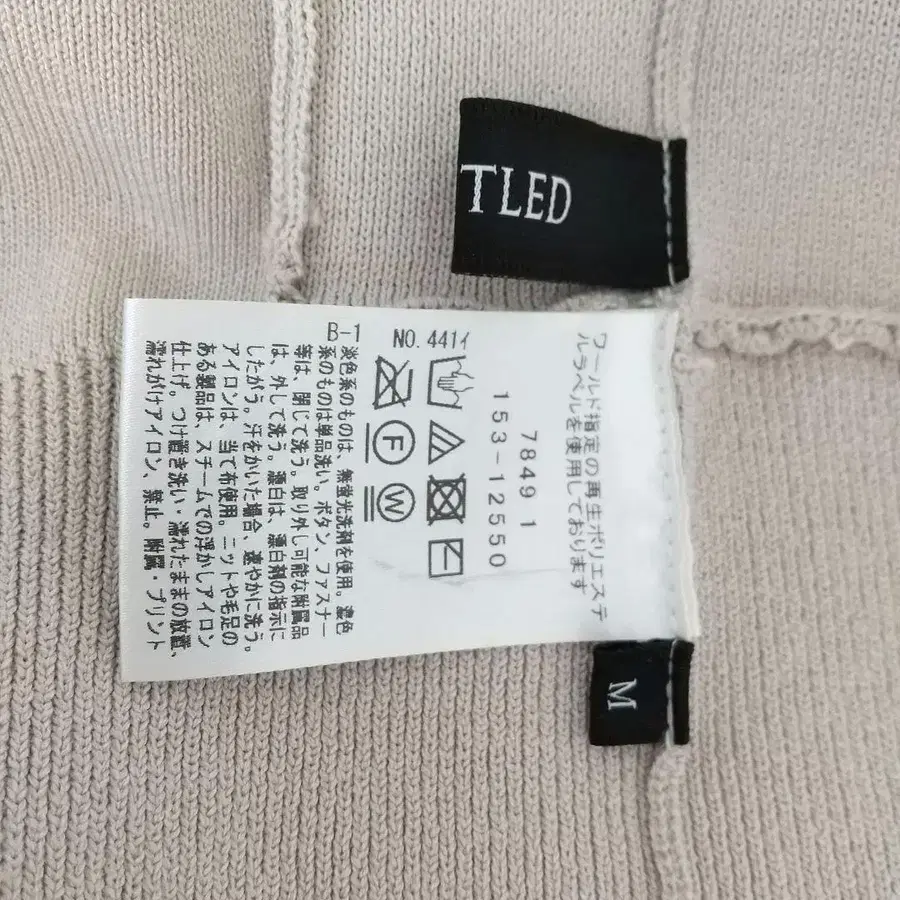 TLED
ワールド指定の再生ポリエステ
ルラベルを使用しております
7849 1
153-12550
NO. 441イ
B-1
F
W
淡色系のものは、無蛍光洗剤を使用。濃色
系のものは単品洗い。ボタン、ファスナー
等は、閉じて洗う。取り外し可能な附属品
は、外して洗う。漂白は、漂白剤の指示に
したがう。汗をかいた場合、速やかに洗う。
アイロンは、当て布使用。ニットや毛足の
ある製品は、スチームでの浮かしアイロン
仕上げ。つけ置き洗い・濡れたままの放置、
濡れがけアイロン、禁止。附属・プリント
M